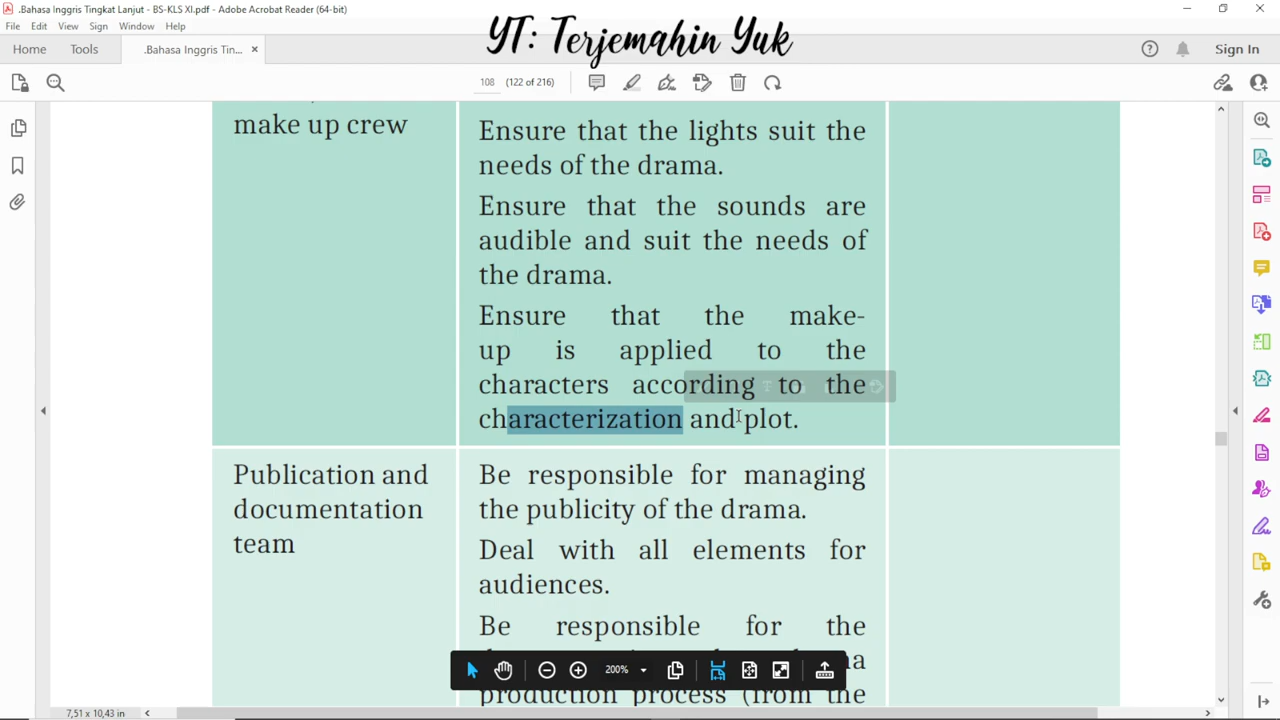 .Bahasa Inggris Tingkat Lanjut - BS-KLS XI.pdf - Adobe Acrobat Reader (64-bit)
File Edit View Sign Window Help
YT: Terjemahin Yuk
Home Tools .Bahasa Inggris Tin... × Sign In
108 (122 of 216)
make up crew
Ensure that the lights suit the
needs of the drama.
Ensure that the sounds are
audible and suit the needs of
the drama.
Ensure that the make-
up is applied to the
characters according to the
characterization and plot.
Publication and
documentation
team
Be responsible for managing
the publicity of the drama.
Deal with all elements for
audiences.
Be responsible for the
production process (from the
200%
7,51 x 10,43 in